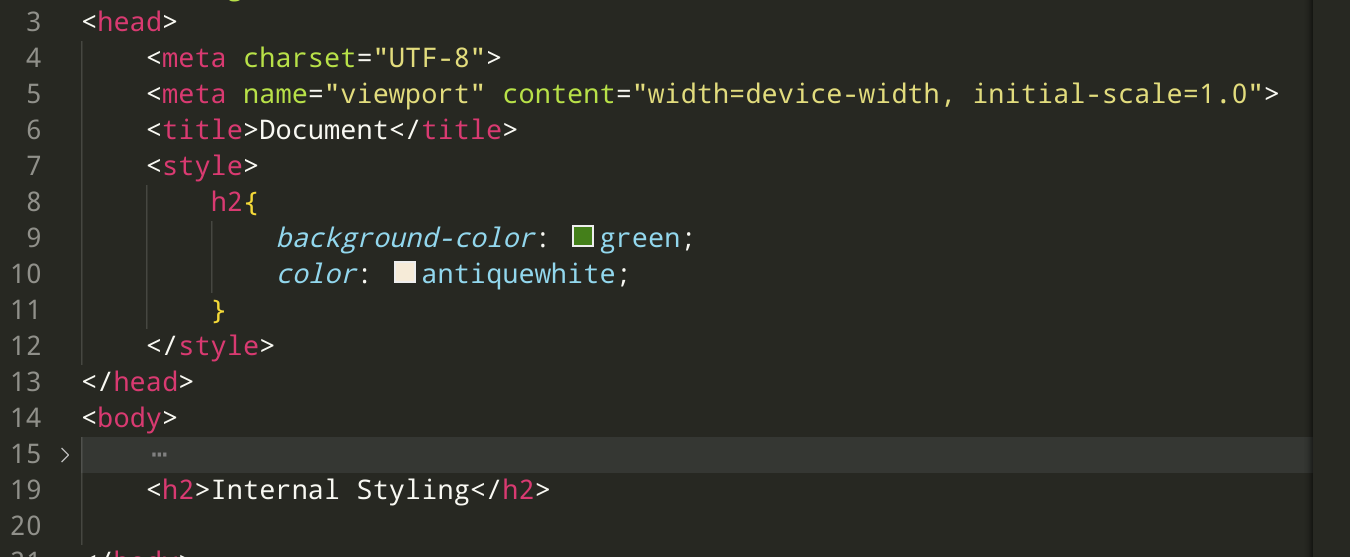 3 <head>
4 <meta charset="UTF-8">
5 <meta name="viewport" content="width=device-width, initial-scale=1.0">
6 <title>Document</title>
7 <style>
8 h2{
9 background-color: green;
10 color: antiquewhite;
11 }
12 </style>
13 </head>
14 <body>
15 > …
19 <h2>Internal Styling</h2>
20